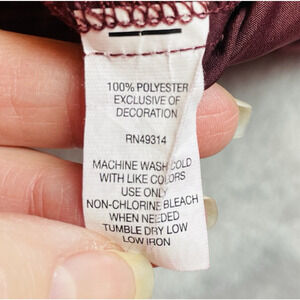 100% POLYESTER
EXCLUSIVE OF
DECORATION
RN49314
MACHINE WASH COLD
WITH LIKE COLORS
USE ONLY
NON-CHLORINE BLEACH
WHEN NEEDED
TUMBLE DRY LOW
LOW IRON